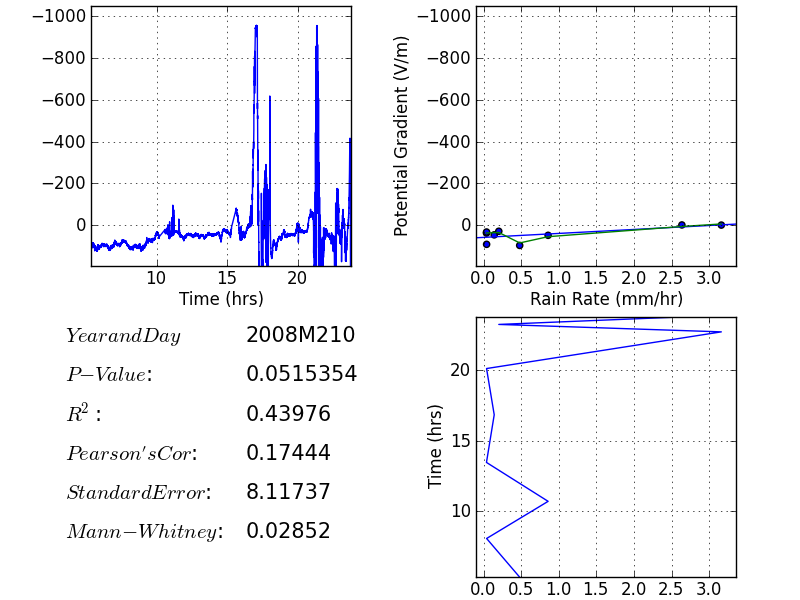 −1000
−800
−600
−400
−200
0
10 15 20
Time (hrs)
Potential Gradient (V/m)
−1000
−800
−600
−400
−200
0
0.0 0.5 1.0 1.5 2.0 2.5 3.0
Rain Rate (mm/hr)
YearandDay 2008M210
P−Value: 0.0515354
R²: 0.43976
Pearson'sCor: 0.17444
StandardError: 8.11737
Mann−Whitney: 0.02852
Time (hrs)
20
15
10
0.0 0.5 1.0 1.5 2.0 2.5 3.0